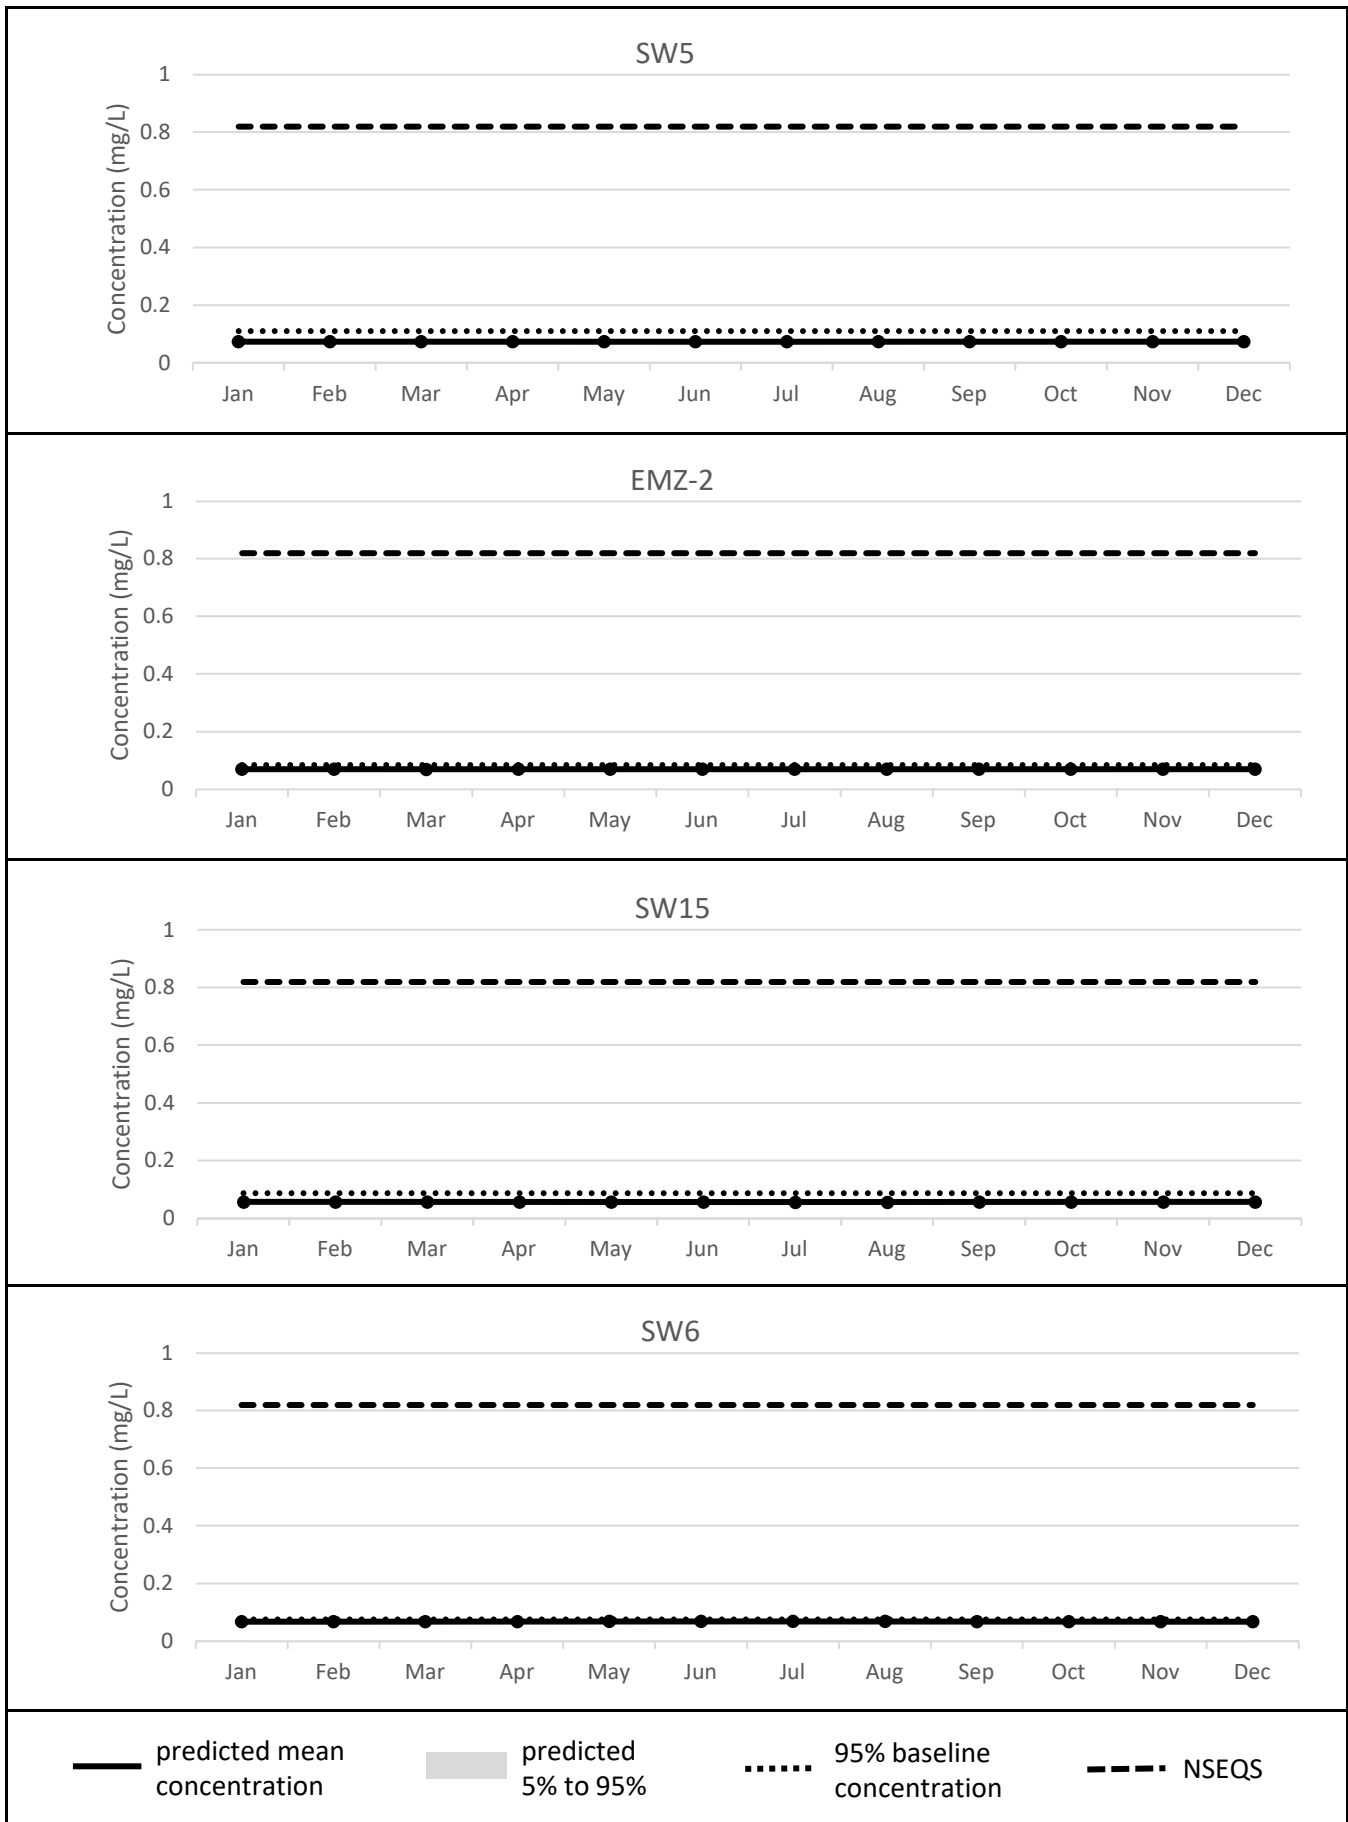 SW5
Concentration (mg/L)
1
0.8
0.6
0.4
0.2
0
Jan Feb Mar Apr May Jun Jul Aug Sep Oct Nov Dec
EMZ-2
Concentration (mg/L)
1
0.8
0.6
0.4
0.2
0
Jan Feb Mar Apr May Jun Jul Aug Sep Oct Nov Dec
SW15
Concentration (mg/L)
1
0.8
0.6
0.4
0.2
0
Jan Feb Mar Apr May Jun Jul Aug Sep Oct Nov Dec
SW6
Concentration (mg/L)
1
0.8
0.6
0.4
0.2
0
Jan Feb Mar Apr May Jun Jul Aug Sep Oct Nov Dec
predicted mean
concentration
predicted
5% to 95%
95% baseline
concentration
NSEQS